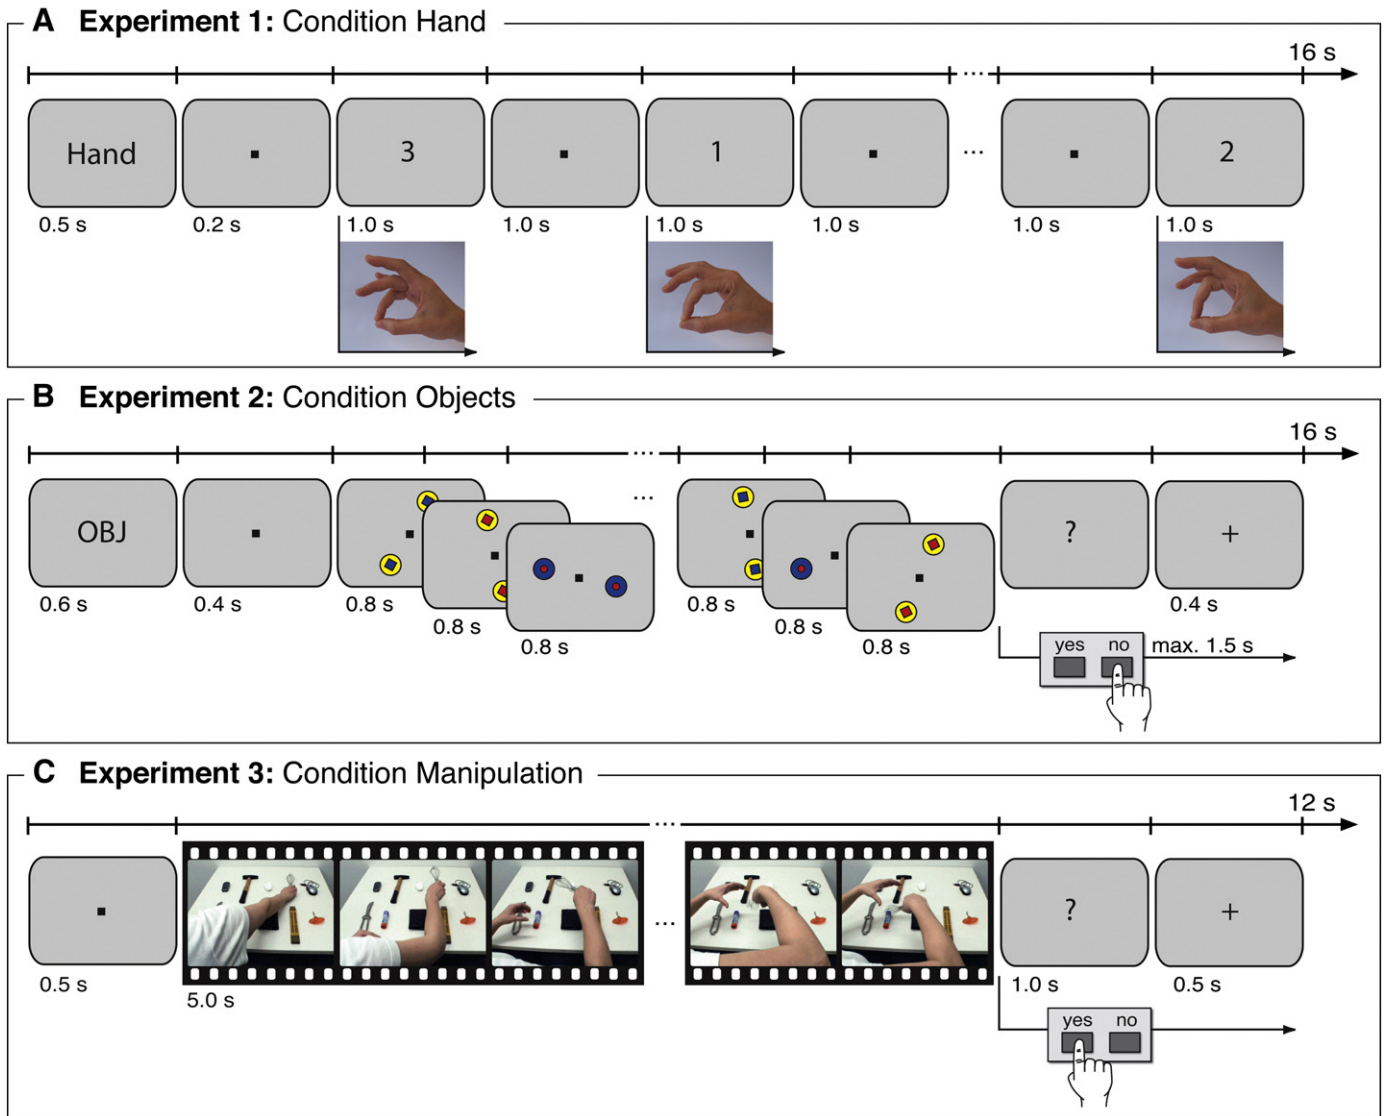 A Experiment 1: Condition Hand
16 s
...
Hand
3
1
...
2
0.5 s 0.2 s 1.0 s 1.0 s 1.0 s 1.0 s 1.0 s 1.0 s
B Experiment 2: Condition Objects
16 s
...
OBJ
...
?
+
0.6 s 0.4 s 0.8 s 0.8 s 0.8 s 0.8 s 0.8 s 0.8 s 0.4 s
yes no max. 1.5 s
C Experiment 3: Condition Manipulation
12 s
...
...
?
+
0.5 s 5.0 s 1.0 s 0.5 s
yes no